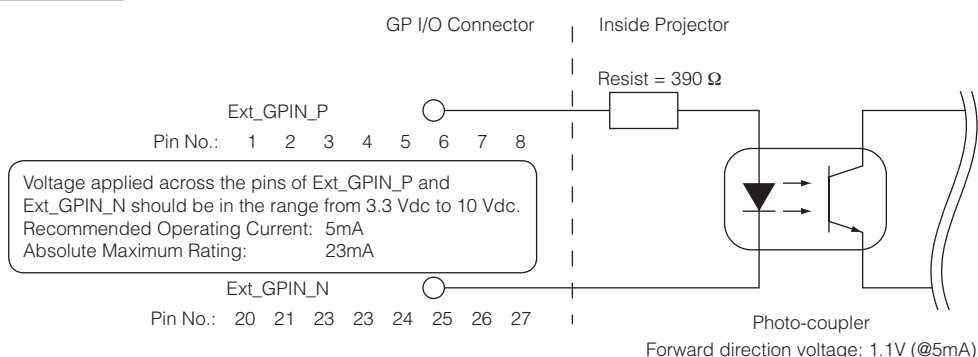 GP I/O Connector
Inside Projector
Resist = 390 Ω
Ext_GPIN_P
Pin No.: 1 2 3 4 5 6 7 8
Voltage applied across the pins of Ext_GPIN_P and
Ext_GPIN_N should be in the range from 3.3 Vdc to 10 Vdc.
Recommended Operating Current: 5mA
Absolute Maximum Rating: 23mA
Ext_GPIN_N
Pin No.: 20 21 23 23 24 25 26 27
Photo-coupler
Forward direction voltage: 1.1V (@5mA)